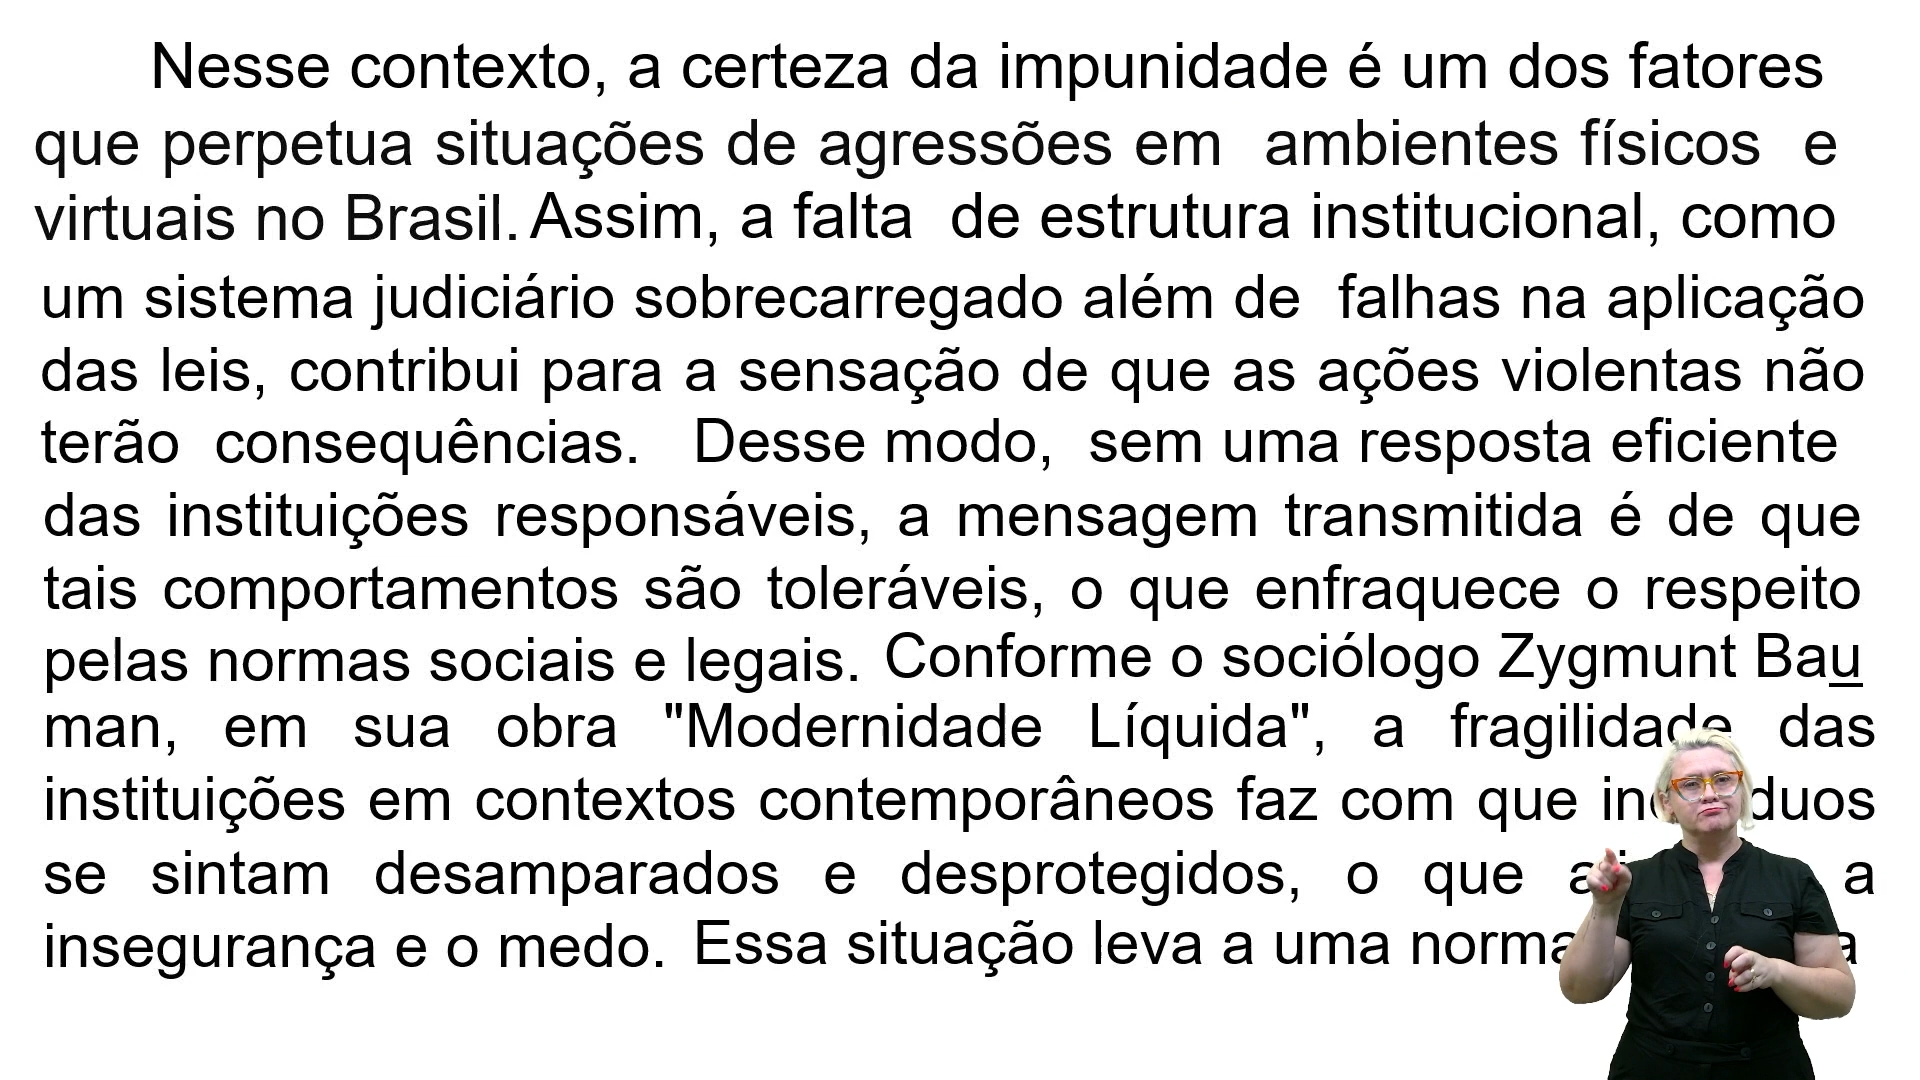 Nesse contexto, a certeza da impunidade é um dos fatores
que perpetua situações de agressões em ambientes físicos e
virtuais no Brasil. Assim, a falta de estrutura institucional, como
um sistema judiciário sobrecarregado além de falhas na aplicação
das leis, contribui para a sensação de que as ações violentas não
terão consequências. Desse modo, sem uma resposta eficiente
das instituições responsáveis, a mensagem transmitida é de que
tais comportamentos são toleráveis, o que enfraquece o respeito
pelas normas sociais e legais. Conforme o sociólogo Zygmunt Bau
man, em sua obra "Modernidade Líquida", a fragilidade das
instituições em contextos contemporâneos faz com que indivíduos
se sintam desamparados e desprotegidos, o que a
insegurança e o medo. Essa situação leva a uma